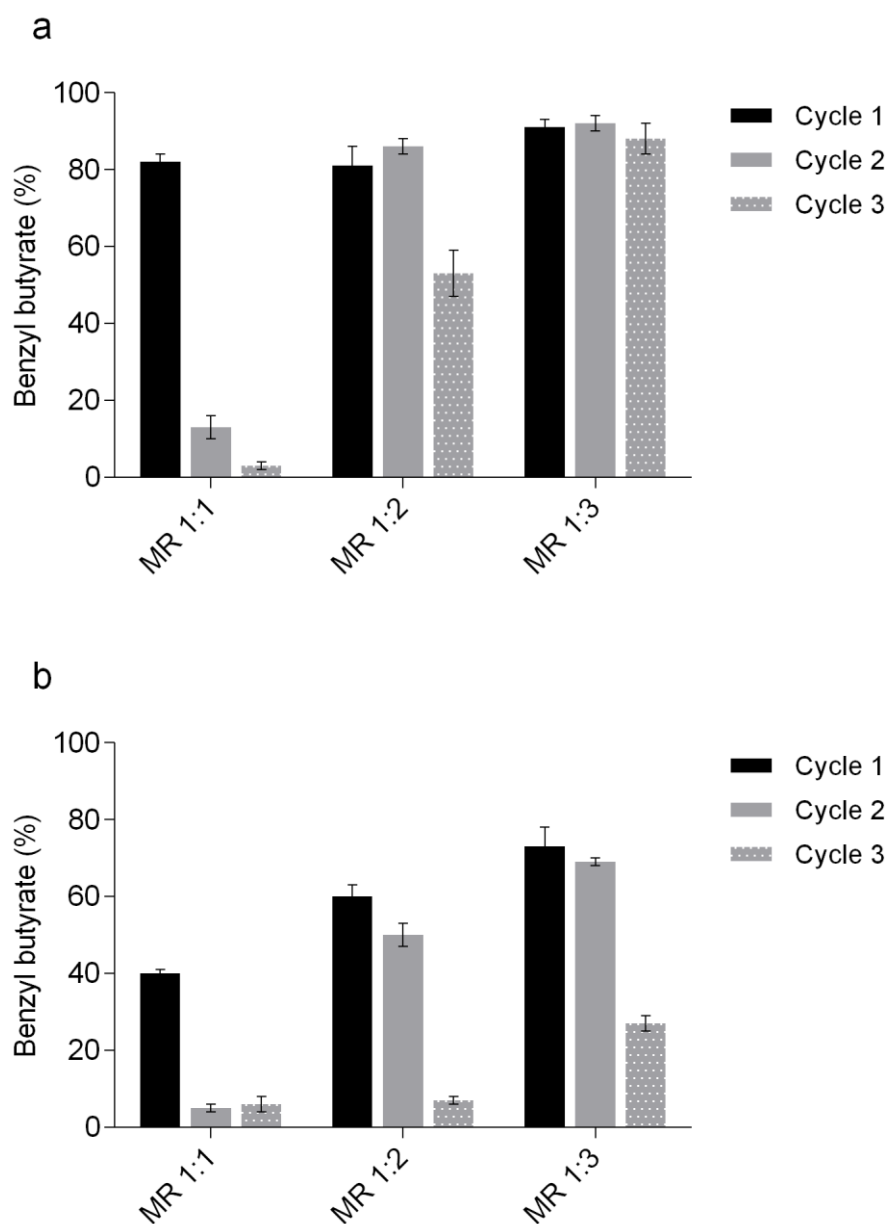 a
Benzyl butyrate (%)
100
80
60
40
20
0
MR 1:1
MR 1:2
MR 1:3
Cycle 1
Cycle 2
Cycle 3
b
Benzyl butyrate (%)
100
80
60
40
20
0
MR 1:1
MR 1:2
MR 1:3
Cycle 1
Cycle 2
Cycle 3